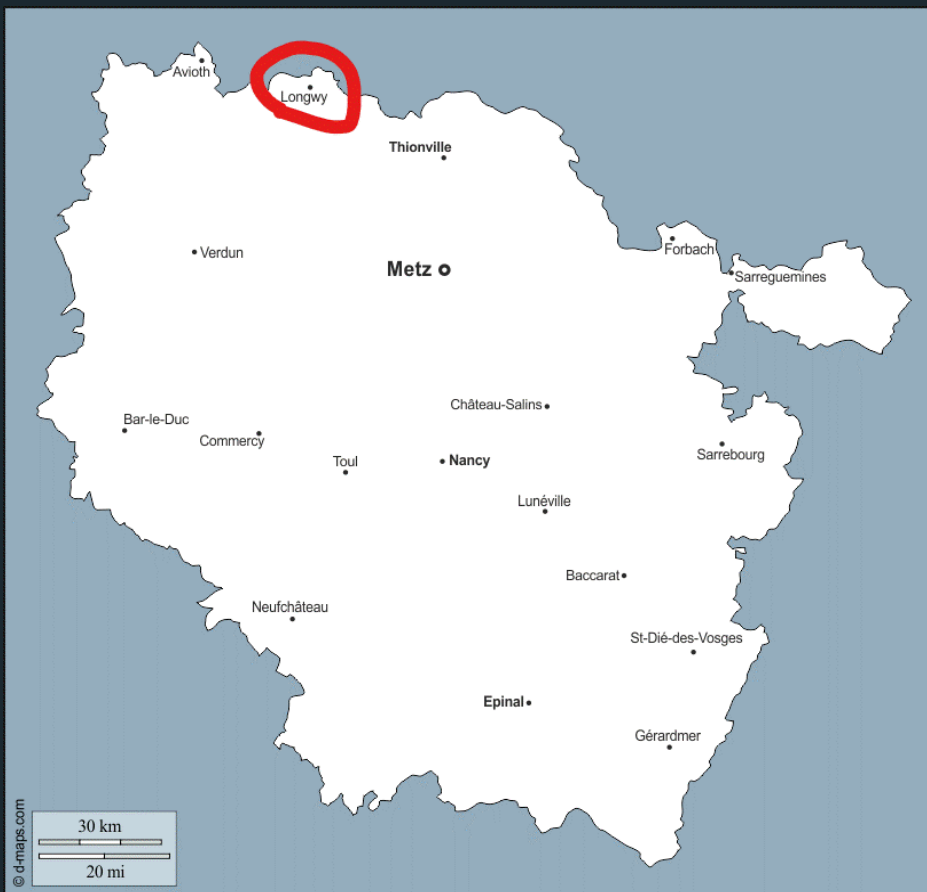 Avioth
Longwy
Thionville
Verdun
Forbach
Metz
Sarreguemines
Château-Salins
Bar-le-Duc
Commercy
Sarrebourg
Toul
Nancy
Lunéville
Baccarat
Neufchâteau
St-Dié-des-Vosges
Epinal
Gérardmer
30 km
20 mi
© d-maps.com